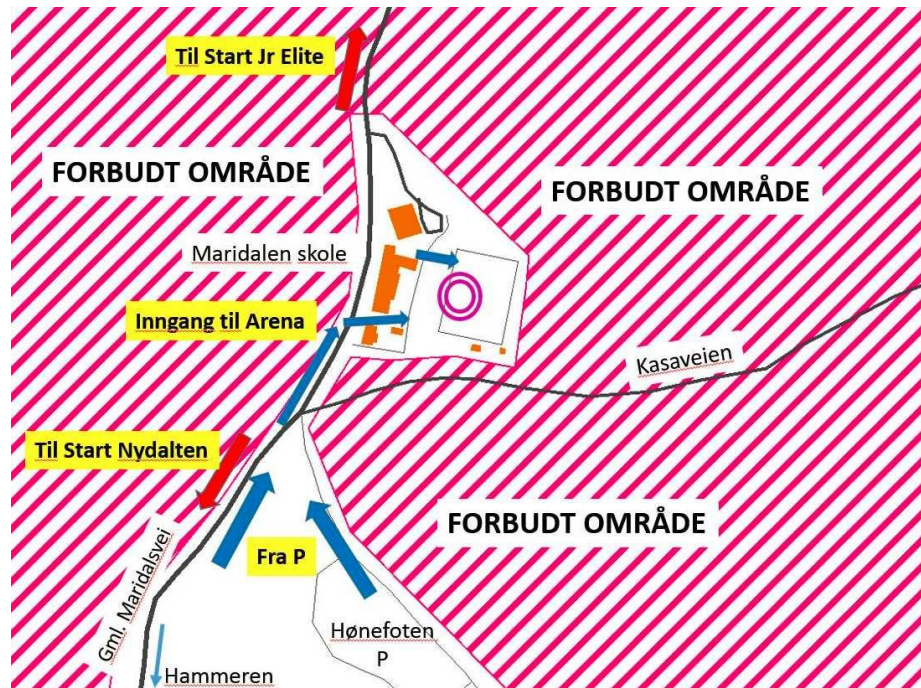 Til Start Jr Elite
FORBUDT OMRÅDE
FORBUDT OMRÅDE
Maridalen skole
Inngang til Arena
Kasaveien
Til Start Nydalten
FORBUDT OMRÅDE
Fra P
Gml. Maridalsvei
Hønefoten
P
Hammeren